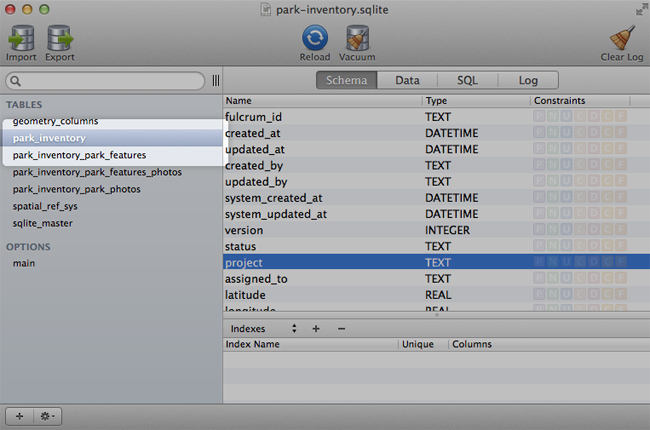 park-inventory.sqlite
Import Export Reload Vacuum Clear Log
Schema Data SQL Log
TABLES
geometry_columns
park_inventory
park_inventory_park_features
park_inventory_park_features_photos
park_inventory_park_photos
spatial_ref_sys
sqlite_master
OPTIONS
main
Name Type Constraints
fulcrum_id TEXT P N U C D C F
created_at DATETIME P N U C D C F
updated_at DATETIME P N U C D C F
created_by TEXT P N U C D C F
updated_by TEXT P N U C D C F
system_created_at DATETIME P N U C D C F
system_updated_at DATETIME P N U C D C F
version INTEGER P N U C D C F
status TEXT P N U C D C F
project TEXT P N U C D C F
assigned_to TEXT P N U C D C F
latitude REAL P N U C D C F
longitude REAL P N U C D C F
Indexes + −
Index Name Unique Columns
+